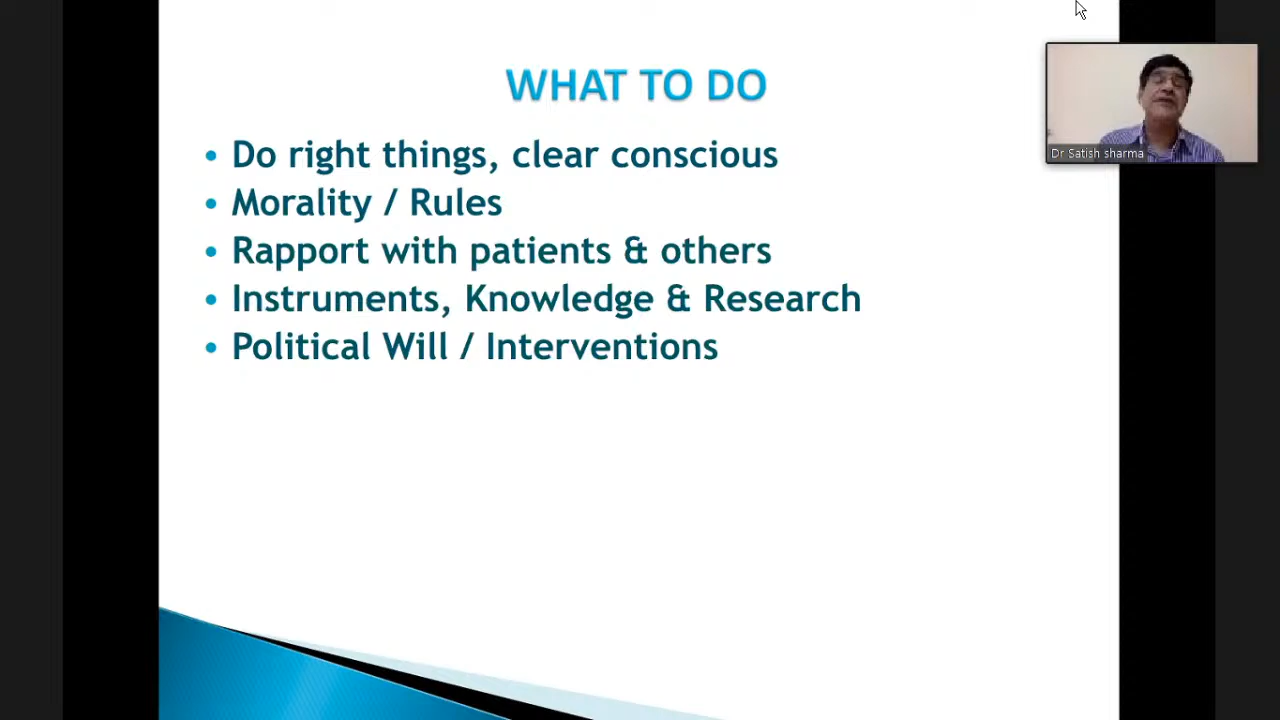 WHAT TO DO
• Do right things, clear conscious
• Morality / Rules
• Rapport with patients & others
• Instruments, Knowledge & Research
• Political Will / Interventions
Dr Satish sharma